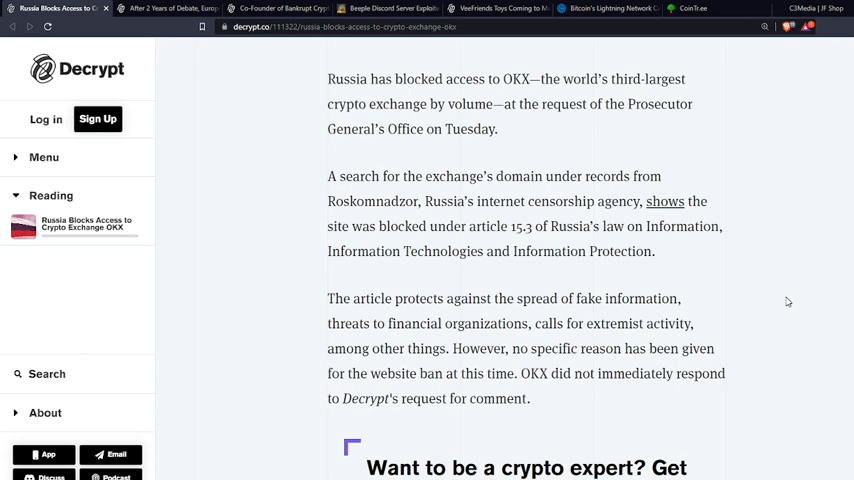 Russia Blocks Access to C
After 2 Years of Debate, Europ
Co-Founder of Bankrupt Crypt
Beeple Discord Server Exploite
VeeFriends Toys Coming to M
Bitcoin's Lightning Network C
CoinTr.ee
C3Media | JF Shop
decrypt.co/111322/russia-blocks-access-to-crypto-exchange-okx
Decrypt
Log in
Sign Up
Menu
Reading
Russia Blocks Access to
Crypto Exchange OKX
Search
About
App
Email
Discuss
Podcast
Russia has blocked access to OKX—the world's third-largest
crypto exchange by volume—at the request of the Prosecutor
General's Office on Tuesday.
A search for the exchange's domain under records from
Roskomnadzor, Russia's internet censorship agency, shows the
site was blocked under article 15.3 of Russia's law on Information,
Information Technologies and Information Protection.
The article protects against the spread of fake information,
threats to financial organizations, calls for extremist activity,
among other things. However, no specific reason has been given
for the website ban at this time. OKX did not immediately respond
to Decrypt's request for comment.
Want to be a crypto expert? Get